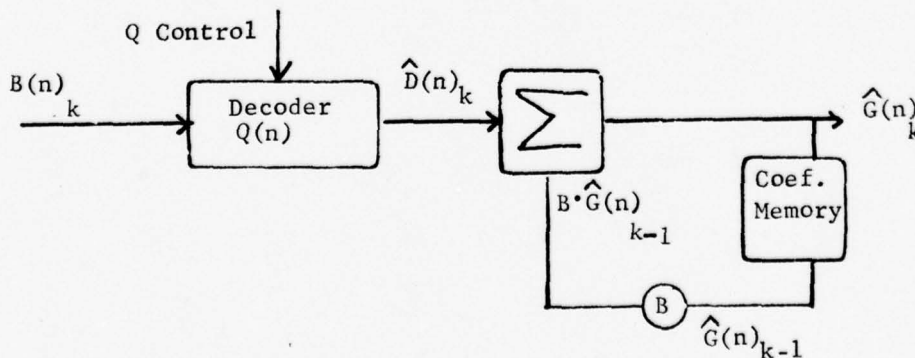 Q Control
B(n)k
Decoder
Q(n)
D̂(n)k
Σ
Ĝ(n)k
B·Ĝ(n)k-1
Coef.
Memory
B
Ĝ(n)k-1